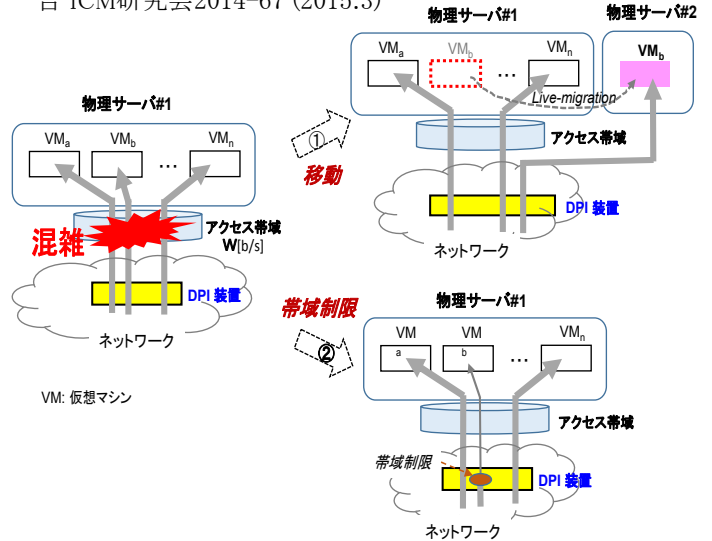 台 ICM研究会2014-67 (2015.3)
物理サーバ#1
物理サーバ#2
VMa
VMb
…
VMn
VMb
Live-migration
アクセス帯域
DPI 装置
ネットワーク
①
移動
物理サーバ#1
VMa
VMb
…
VMn
混雑
アクセス帯域
W[b/s]
DPI 装置
ネットワーク
VM: 仮想マシン
帯域制限
②
物理サーバ#1
VM
a
VM
b
…
VMn
アクセス帯域
帯域制限
DPI 装置
ネットワーク